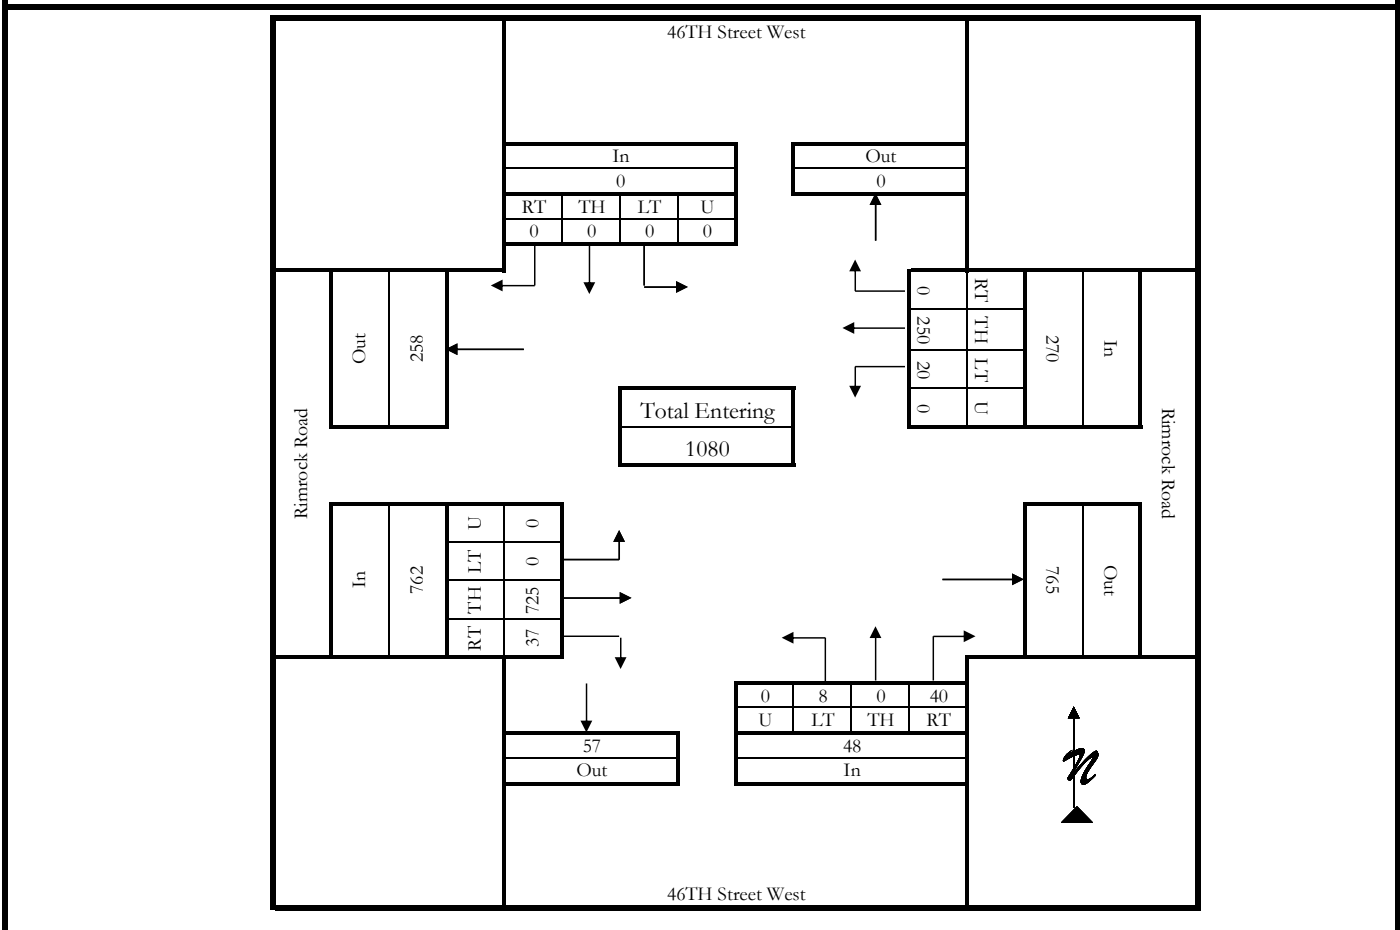 46TH Street West
In
0
RT TH LT U
0 0 0 0
Out
0
Out
258
0 RT
250 TH
20 LT
0 U
270
In
Total Entering
1080
Rimrock Road
Rimrock Road
In
762
U 0
LT 0
TH 725
RT 37
765
Out
0 8 0 40
U LT TH RT
48
In
57
Out
N
46TH Street West